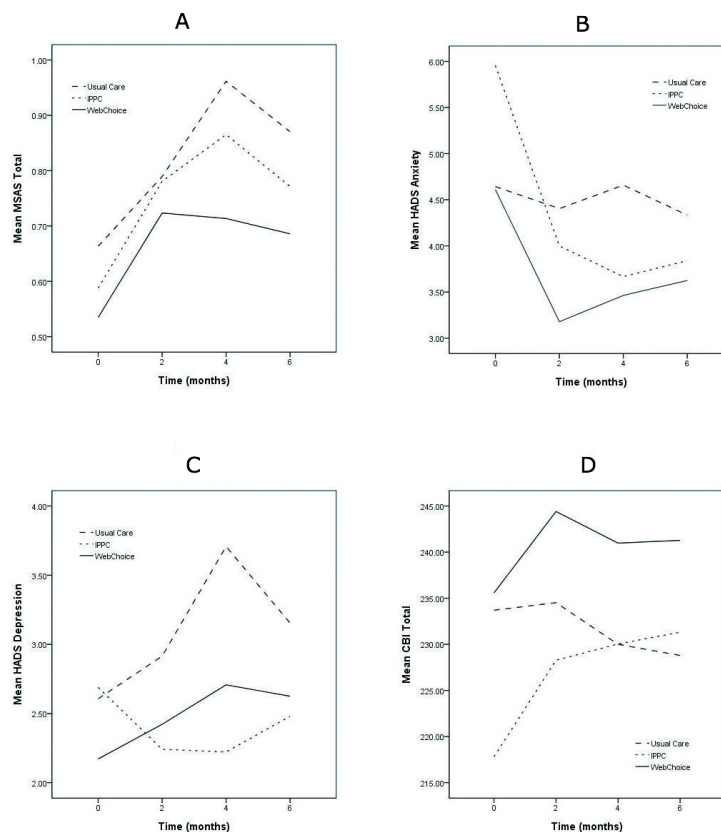 A
1.00
0.90
0.80
0.70
0.60
0.50
Mean MSAS Total
Usual Care
IPPC
WebChoice
0
2
4
6
Time (months)
B
6.00
5.50
5.00
4.50
4.00
3.50
3.00
Mean HADS Anxiety
Usual Care
IPPC
WebChoice
0
2
4
6
Time (months)
C
4.00
3.50
3.00
2.50
2.00
Mean HADS Depression
Usual Care
IPPC
WebChoice
0
2
4
6
Time (months)
D
245.00
240.00
235.00
230.00
225.00
220.00
215.00
Mean CBI Total
Usual Care
IPPC
WebChoice
0
2
4
6
Time (months)